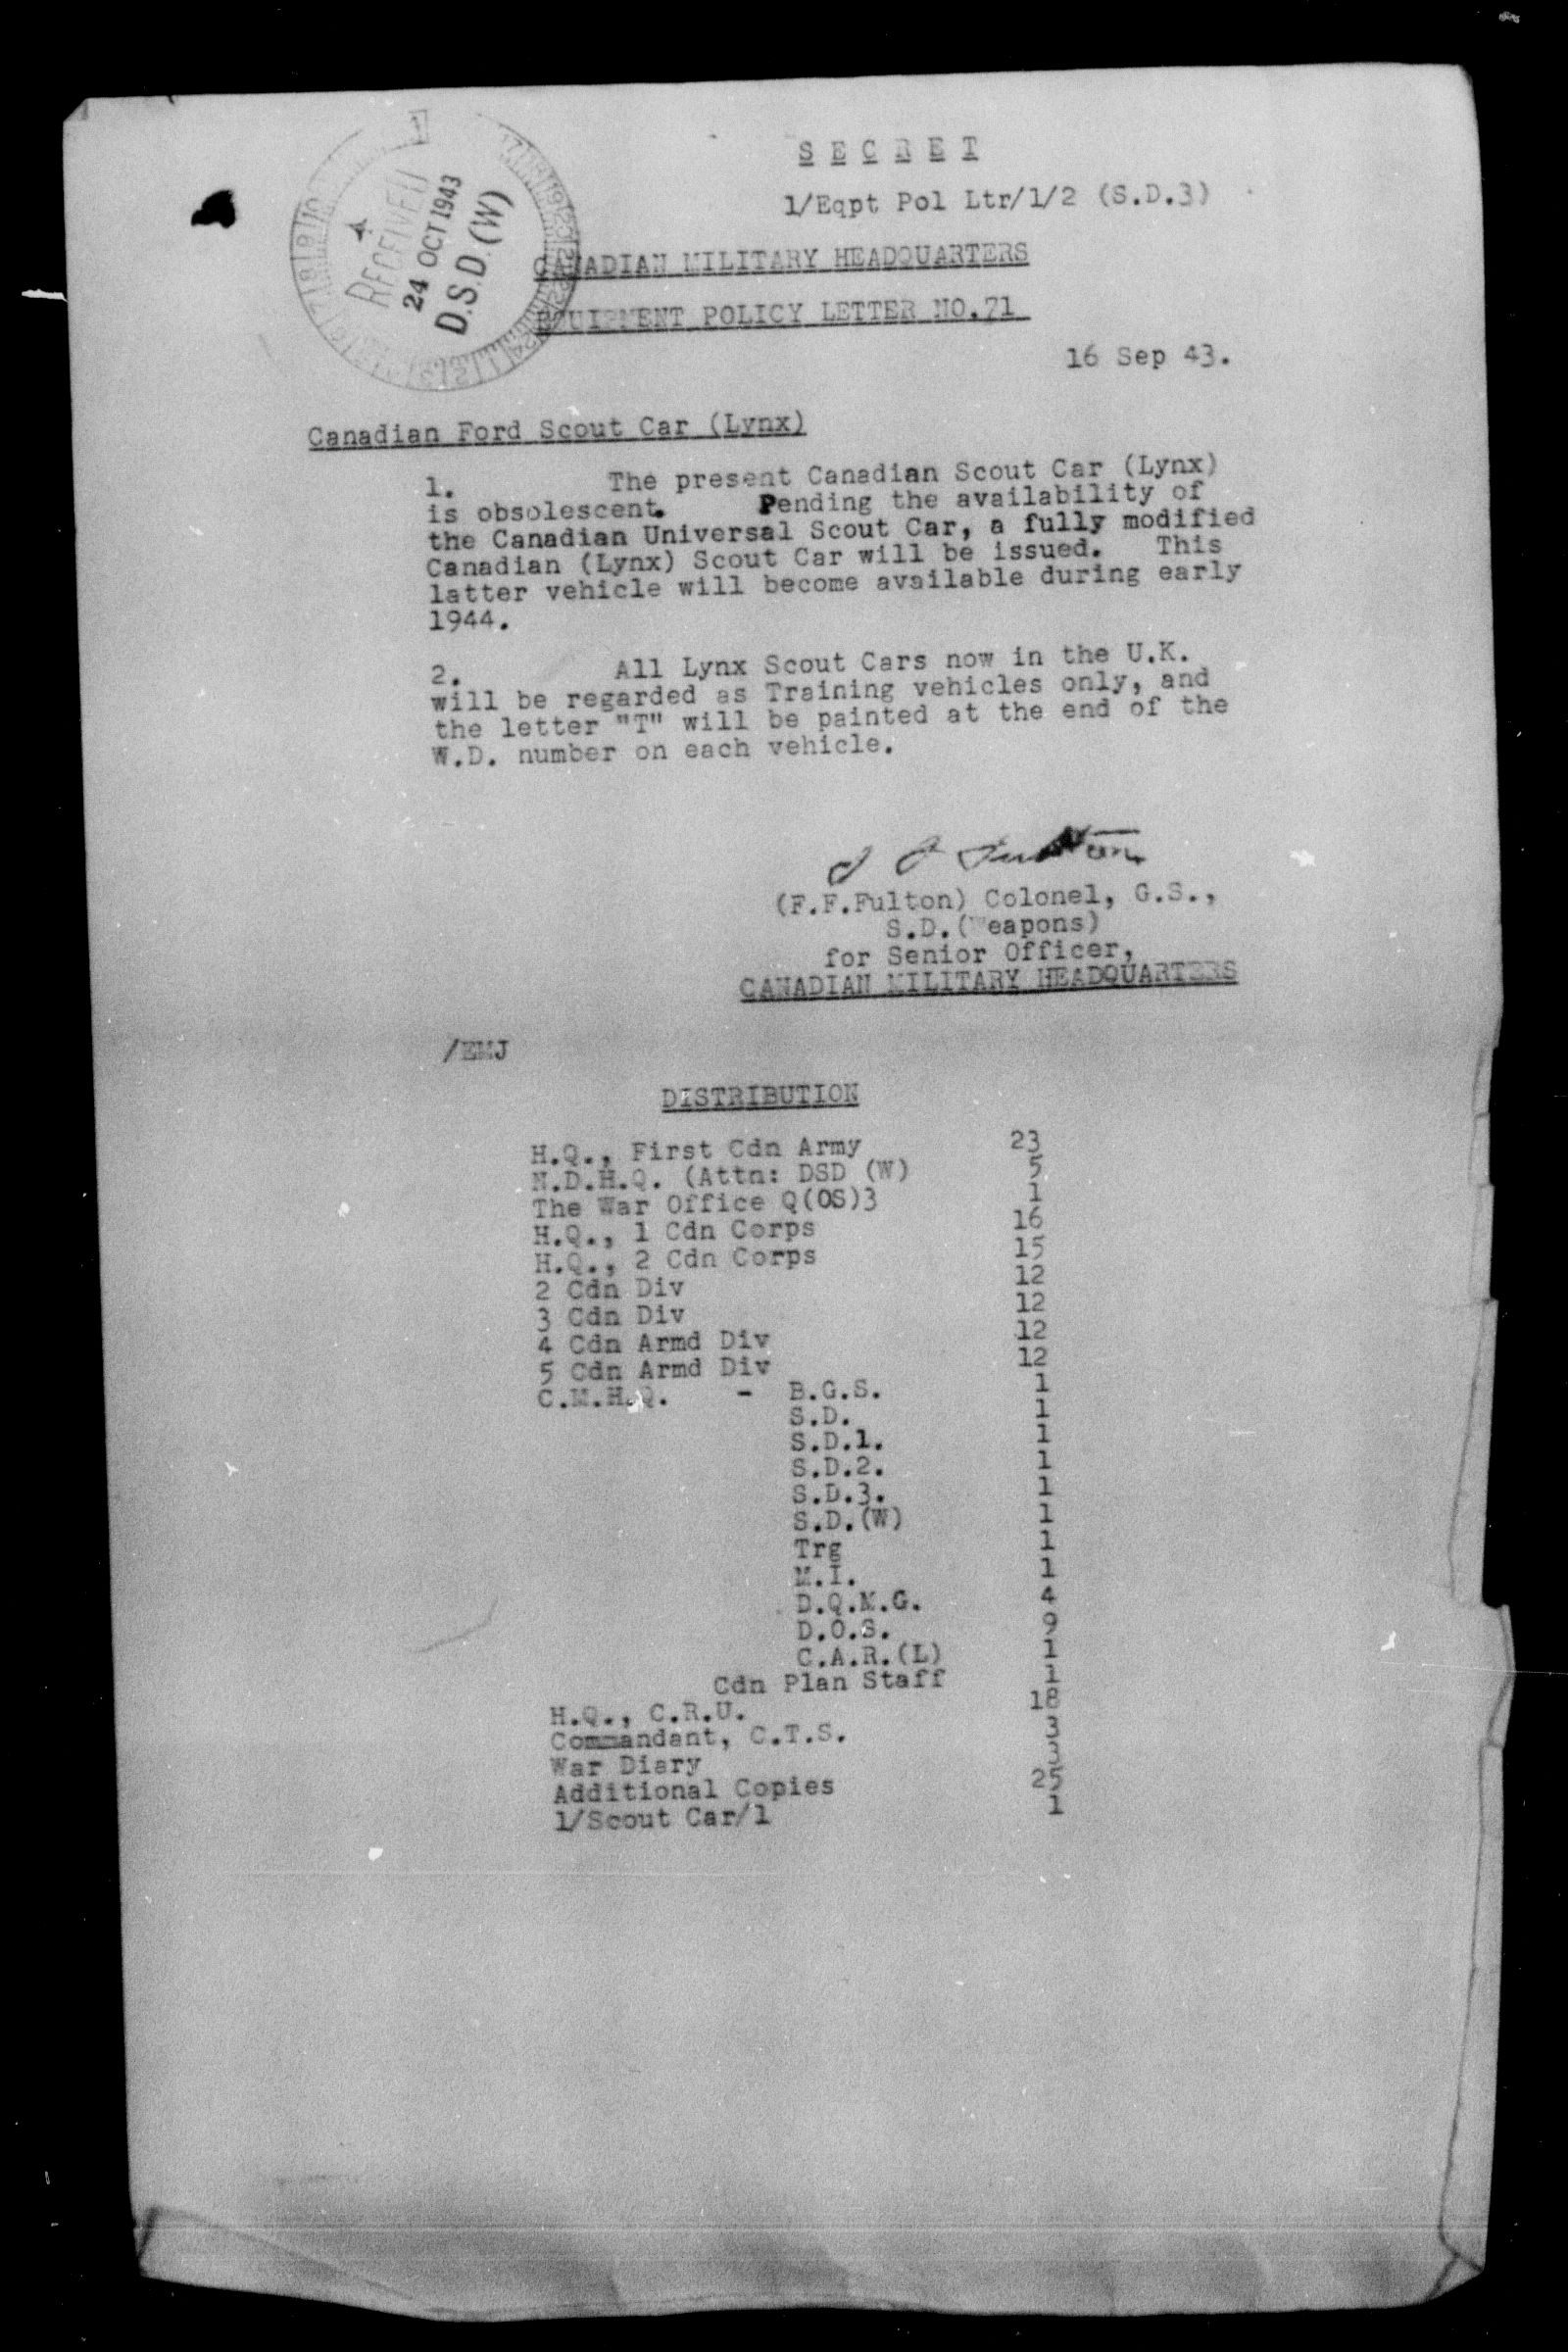 S E C R E T
1/Eqpt Pol Ltr/1/2 (S.D.3)
RECEIVED
24 OCT 1943
D.S.D.(W)
CANADIAN MILITARY HEADQUARTERS
EQUIPMENT POLICY LETTER NO.71
16 Sep 43.
Canadian Ford Scout Car (Lynx)
1. The present Canadian Scout Car (Lynx)
is obsolescent. Pending the availability of
the Canadian Universal Scout Car, a fully modified
Canadian (Lynx) Scout Car will be issued. This
latter vehicle will become available during early
1944.
2. All Lynx Scout Cars now in the U.K.
will be regarded as Training vehicles only, and
the letter "T" will be painted at the end of the
W.D. number on each vehicle.
(F.F.Fulton) Colonel, G.S.,
S.D.(Weapons)
for Senior Officer,
CANADIAN MILITARY HEADQUARTERS
/EMJ
DISTRIBUTION
H.Q., First Cdn Army 23
N.D.H.Q. (Attn: DSD (W) 5
The War Office Q(OS)3 1
H.Q., 1 Cdn Corps 16
H.Q., 2 Cdn Corps 15
2 Cdn Div 12
3 Cdn Div 12
4 Cdn Armd Div 12
5 Cdn Armd Div 12
C.M.H.Q. - B.G.S. 1
S.D. 1
S.D.1. 1
S.D.2. 1
S.D.3. 1
S.D.(W) 1
Trg 1
M.I. 1
D.Q.M.G. 4
D.O.S. 9
C.A.R.(L) 1
Cdn Plan Staff 1
H.Q., C.R.U. 18
Commandant, C.T.S. 3
War Diary 3
Additional Copies 25
1/Scout Car/1 1